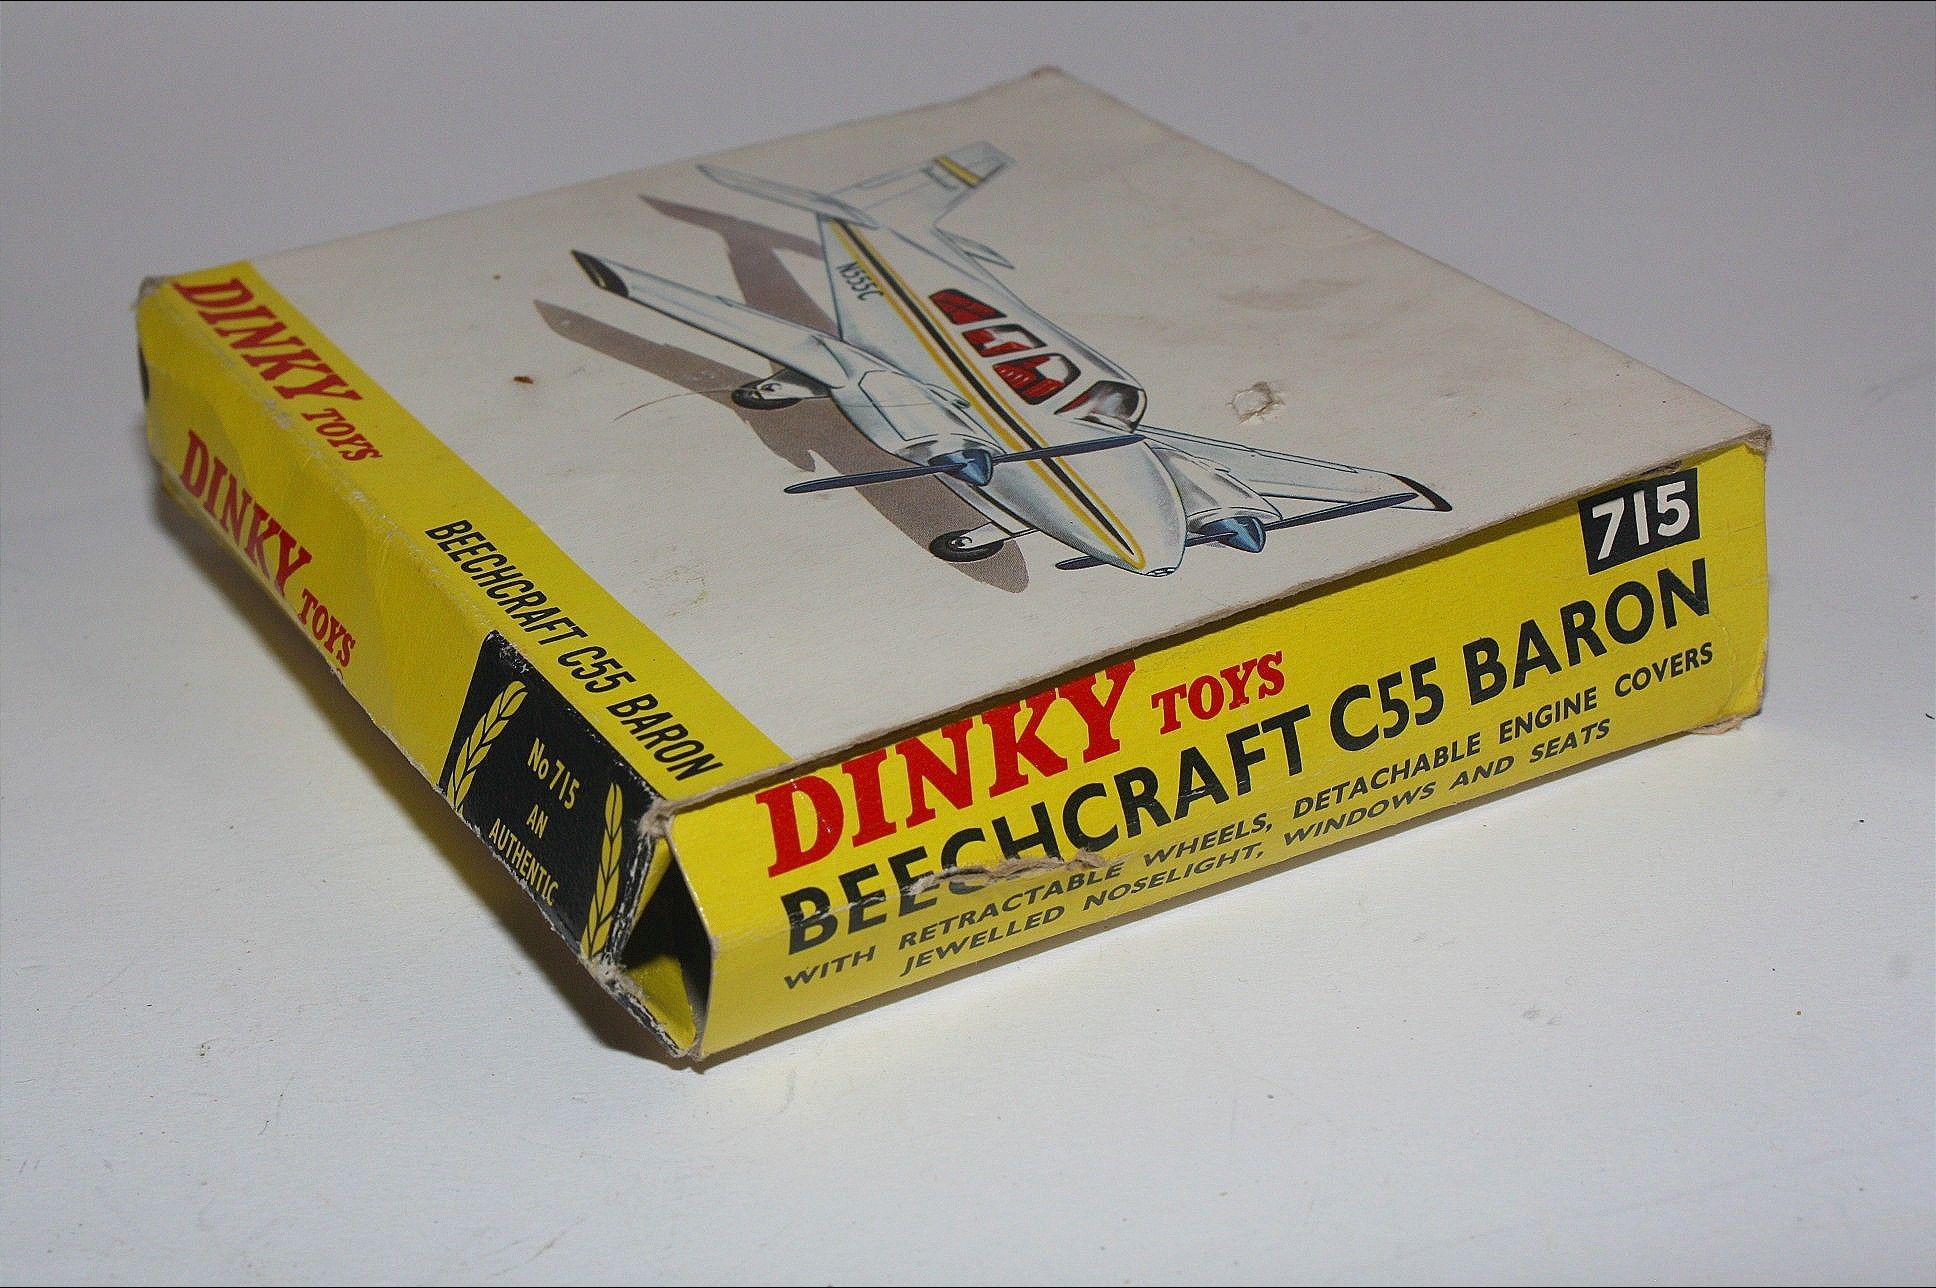 DINKY TOYS
BEECHCRAFT C55 BARON
N555C
DINKY TOYS
No 715
AN
AUTHENTIC
715
DINKY TOYS
BEECHCRAFT C55 BARON
WITH RETRACTABLE WHEELS, DETACHABLE ENGINE COVERS
JEWELLED NOSELIGHT, WINDOWS AND SEATS